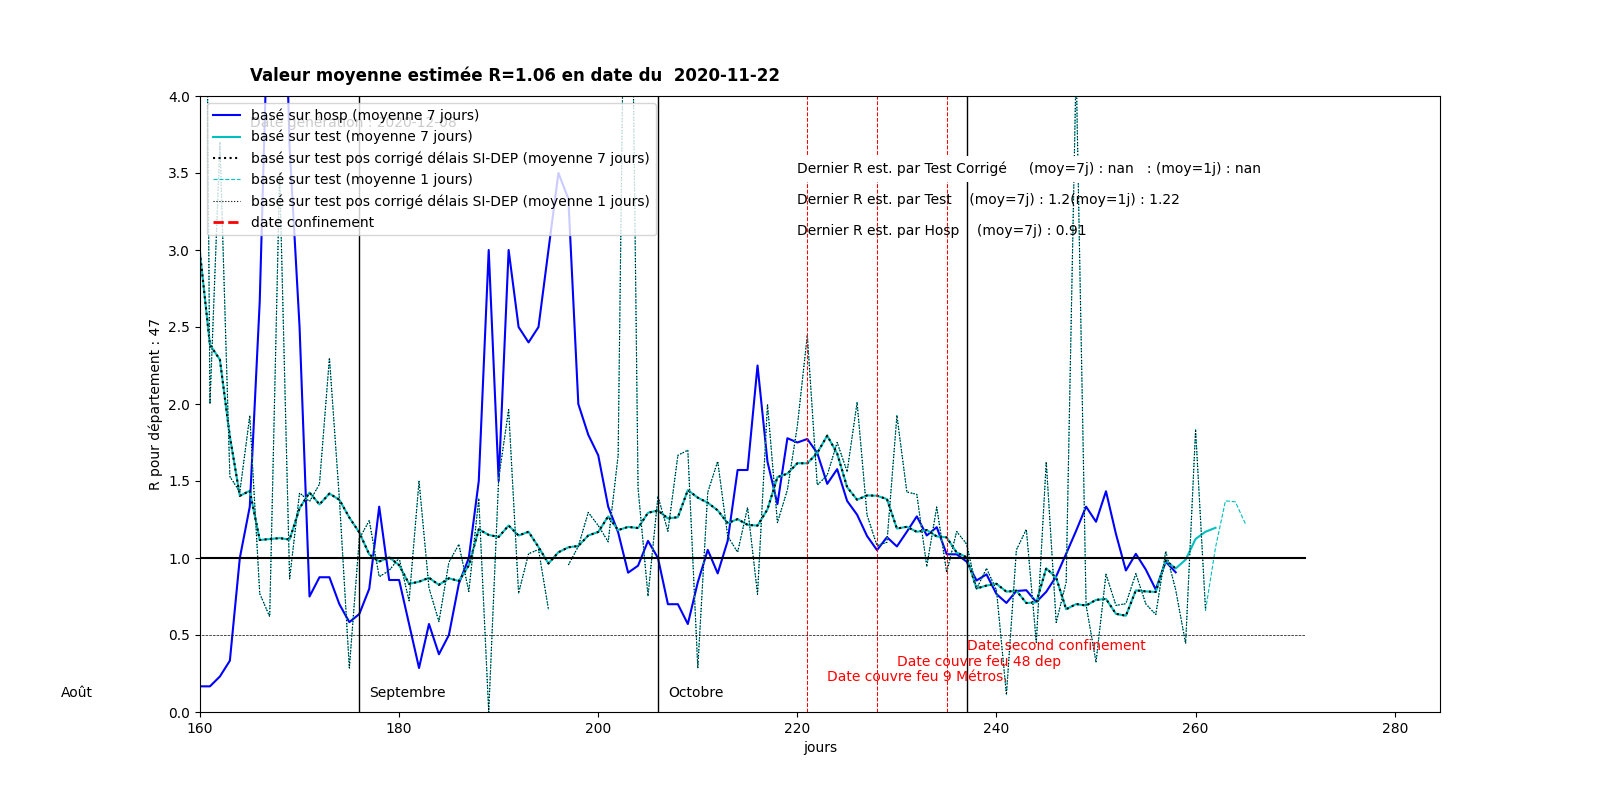 Valeur moyenne estimée R=1.06 en date du  2020-11-22
basé sur hosp (moyenne 7 jours)
Date génération : 2020-12-08
basé sur test (moyenne 7 jours)
basé sur test pos corrigé délais SI-DEP (moyenne 7 jours)
basé sur test (moyenne 1 jours)
basé sur test pos corrigé délais SI-DEP (moyenne 1 jours)
date confinement
Dernier R est. par Test Corrigé     (moy=7j) : nan   : (moy=1j) : nan
Dernier R est. par Test    (moy=7j) : 1.2(moy=1j) : 1.22
Dernier R est. par Hosp    (moy=7j) : 0.91
R pour département : 47
4.0
3.5
3.0
2.5
2.0
1.5
1.0
0.5
0.0
Date second confinement
Date couvre feu 48 dep
Date couvre feu 9 Métros
Août
Septembre
Octobre
160 180 200 220 240 260 280
jours